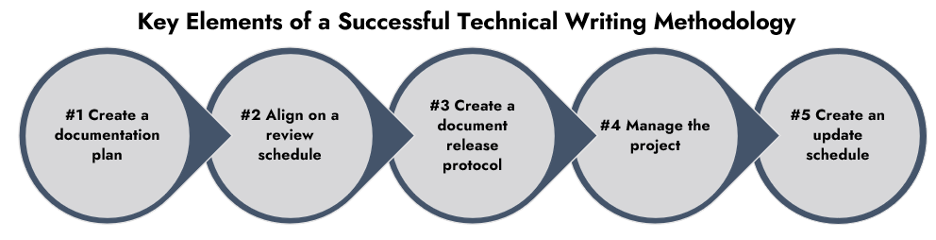 Key Elements of a Successful Technical Writing Methodology
#1 Create a
documentation
plan
#2 Align on a
review
schedule
#3 Create a
document
release
protocol
#4 Manage the
project
#5 Create an
update
schedule